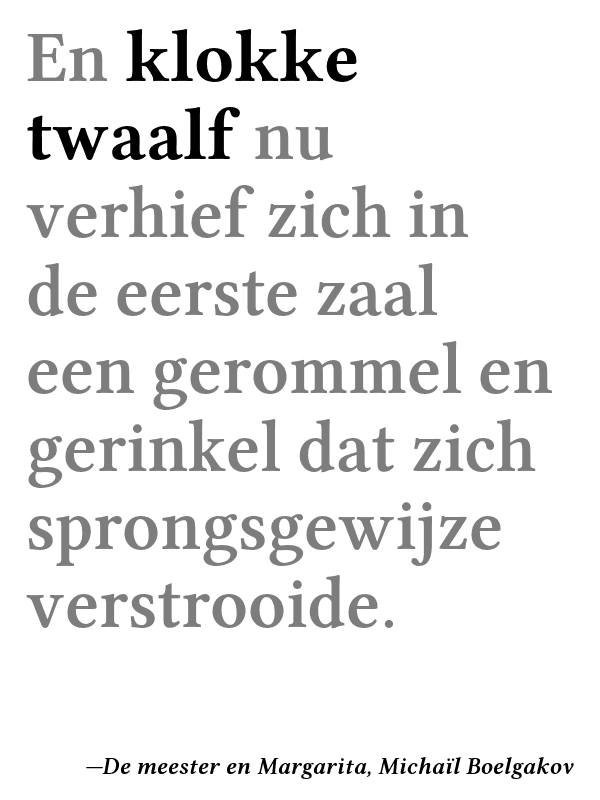 En klokke
twaalf nu
verhief zich in
de eerste zaal
een gerommel en
gerinkel dat zich
sprongsgewijze
verstrooide.
—De meester en Margarita, Michaïl Boelgakov